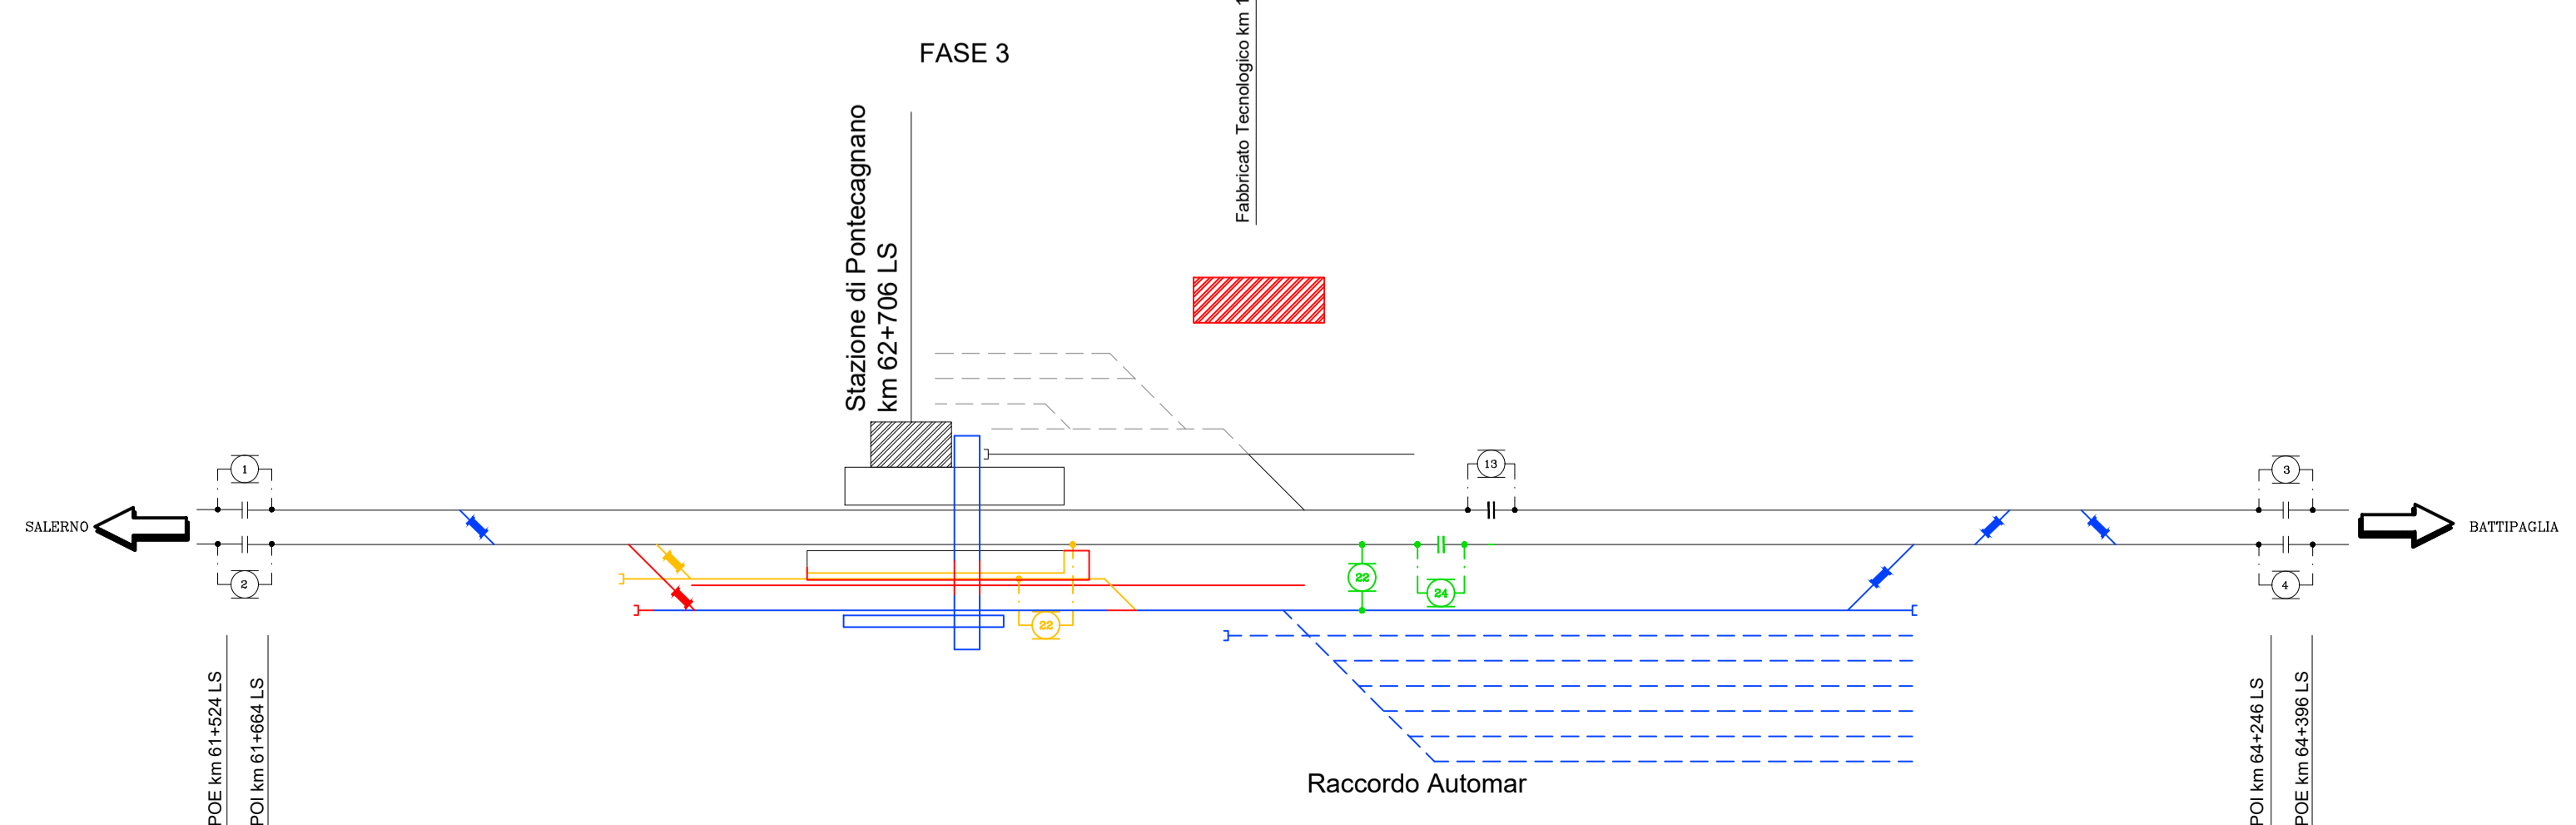 FASE 3
Fabbricato Tecnologico km 1
Stazione di Pontecagnano
km 62+706 LS
1
13
3
SALERNO
BATTIPAGLIA
2
22
24
4
22
POE km 61+524 LS
POI km 61+664 LS
POI km 64+246 LS
POE km 64+396 LS
Raccordo Automar